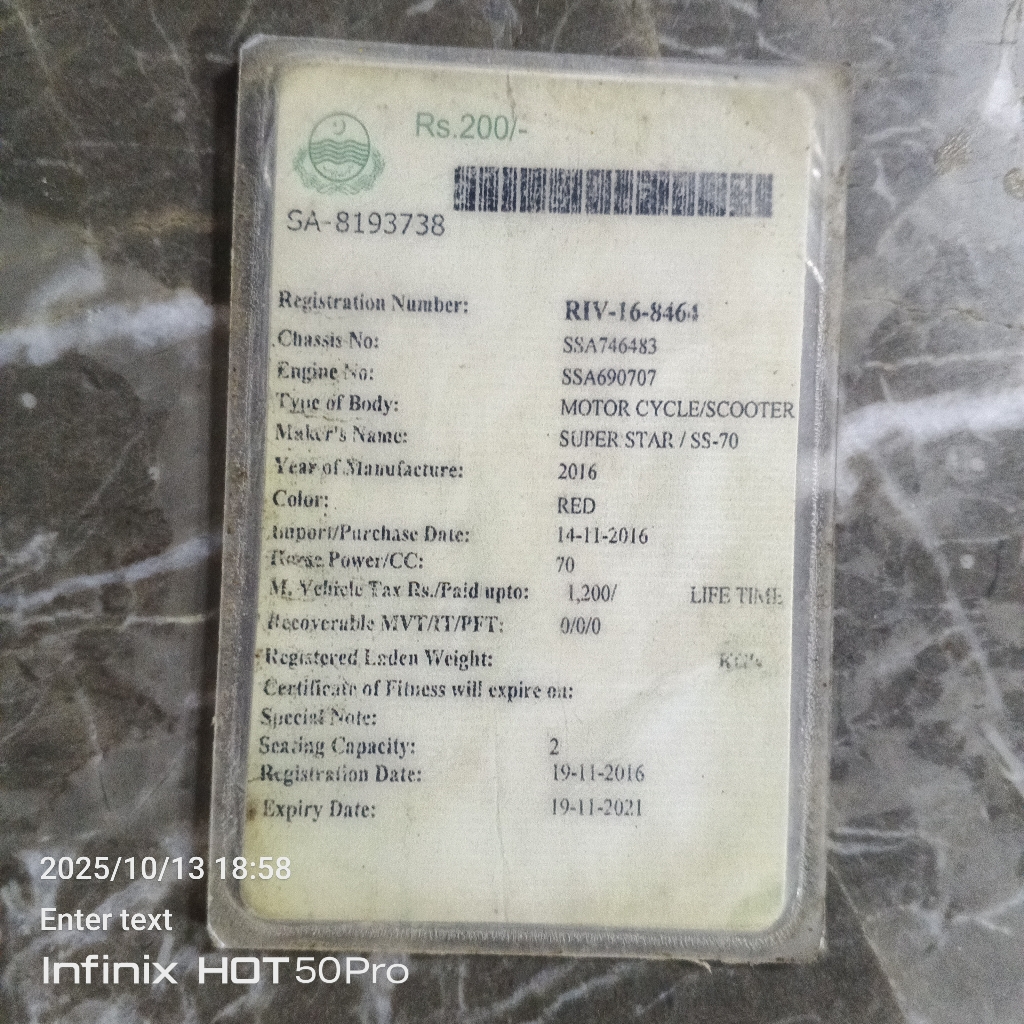 Rs.200/-
SA-8193738
Registration Number: RIV-16-8464
Chassis No: SSA746483
Engine No: SSA690707
Type of Body: MOTOR CYCLE/SCOOTER
Maker's Name: SUPER STAR / SS-70
Year of Manufacture: 2016
Color: RED
Import/Purchase Date: 14-11-2016
Horse Power/CC: 70
M. Vehicle Tax Rs./Paid upto: 1,200/ LIFE TIME
Recoverable MVT/RT/PFT: 0/0/0
Registered Laden Weight:
Certificate of Fitness will expire on:
Special Note:
Seating Capacity: 2
Registration Date: 19-11-2016
Expiry Date: 19-11-2021
2025/10/13 18:58
Enter text
Infinix HOT 50Pro